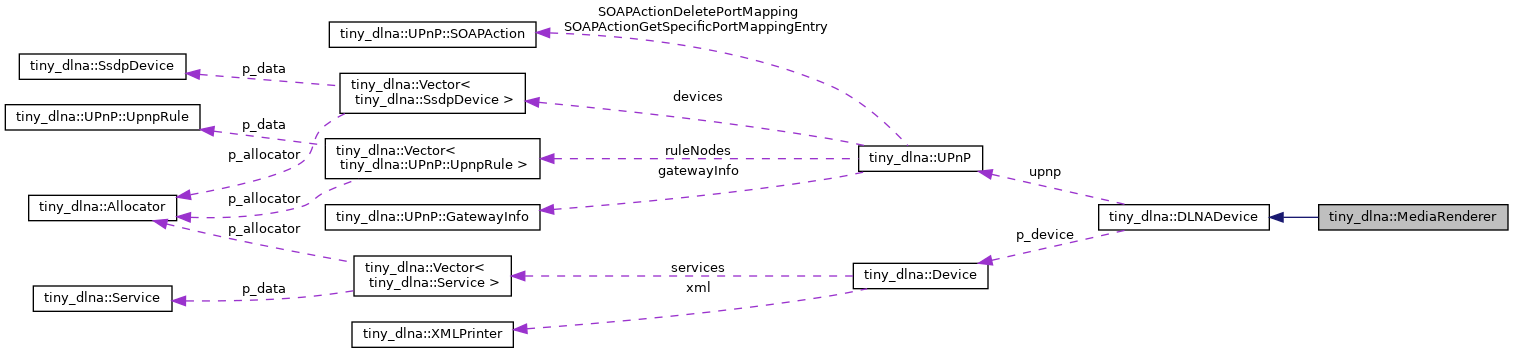 SOAPActionDeletePortMapping
SOAPActionGetSpecificPortMappingEntry
tiny_dlna::UPnP::SOAPAction
tiny_dlna::SsdpDevice
p_data
tiny_dlna::Vector<
tiny_dlna::SsdpDevice >
devices
tiny_dlna::UPnP::UpnpRule
p_data
tiny_dlna::Vector<
tiny_dlna::UPnP::UpnpRule >
ruleNodes
tiny_dlna::UPnP
p_allocator
gatewayInfo
upnp
p_allocator
tiny_dlna::Allocator
tiny_dlna::UPnP::GatewayInfo
tiny_dlna::DLNADevice
tiny_dlna::MediaRenderer
p_allocator
p_device
tiny_dlna::Vector<
tiny_dlna::Service >
services
tiny_dlna::Device
tiny_dlna::Service
p_data
xml
tiny_dlna::XMLPrinter